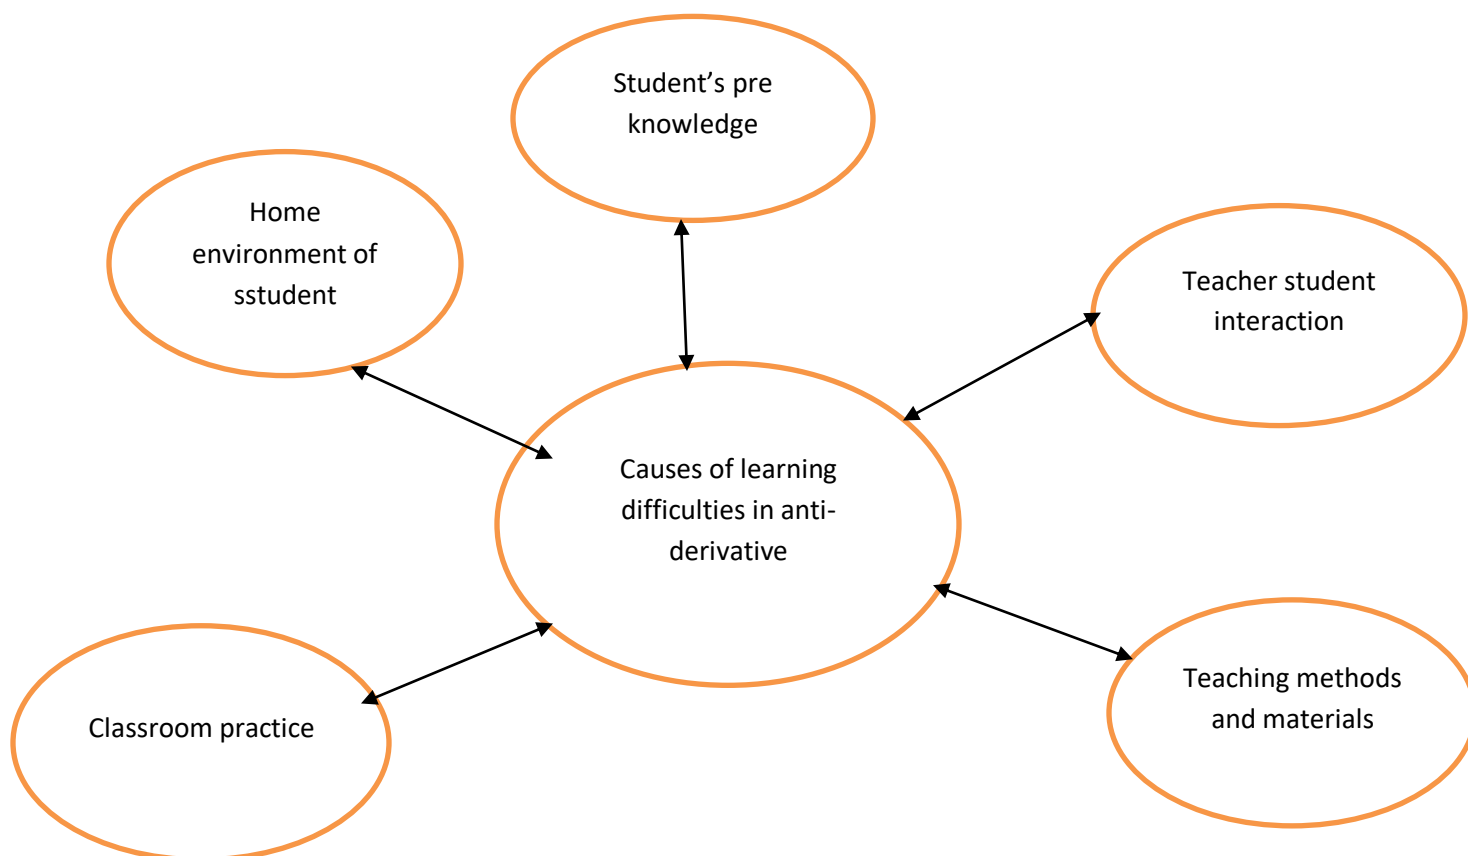 Student’s pre
knowledge
Home
environment of
sstudent
Teacher student
interaction
Causes of learning
difficulties in anti-
derivative
Classroom practice
Teaching methods
and materials